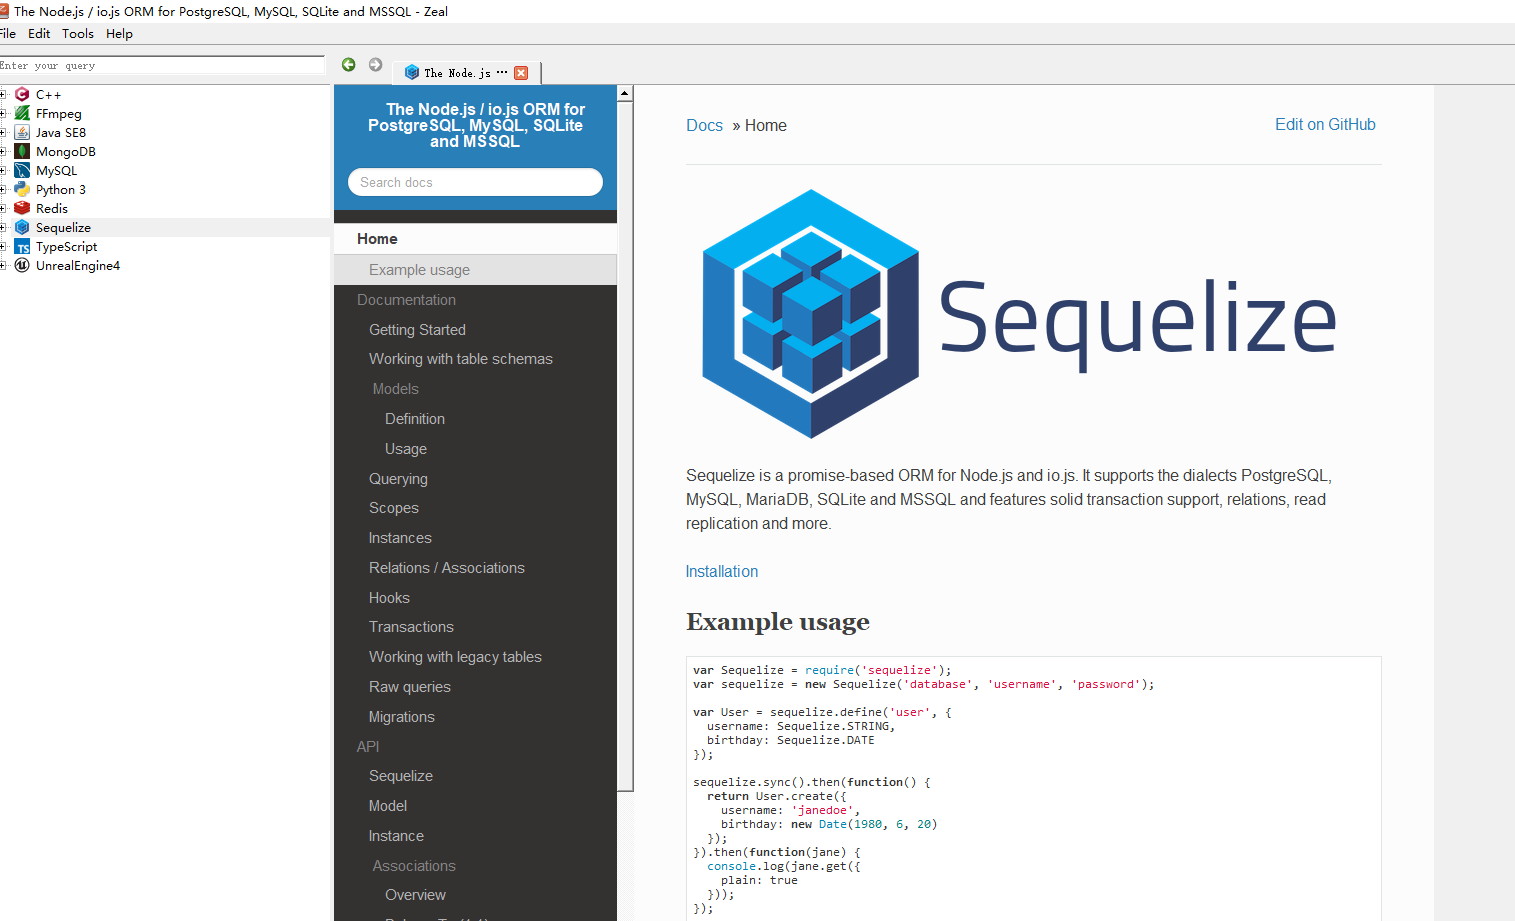 The Node.js / io.js ORM for PostgreSQL, MySQL, SQLite and MSSQL - Zeal
File Edit Tools Help
Enter your query
The Node.js ···
C++
FFmpeg
Java SE8
MongoDB
MySQL
Python 3
Redis
Sequelize
TypeScript
UnrealEngine4
The Node.js / io.js ORM for
PostgreSQL, MySQL, SQLite
and MSSQL
Search docs
Home
Example usage
Documentation
Getting Started
Working with table schemas
Models
Definition
Usage
Querying
Scopes
Instances
Relations / Associations
Hooks
Transactions
Working with legacy tables
Raw queries
Migrations
API
Sequelize
Model
Instance
Associations
Overview
Docs » Home
Edit on GitHub
Sequelize
Sequelize is a promise-based ORM for Node.js and io.js. It supports the dialects PostgreSQL,
MySQL, MariaDB, SQLite and MSSQL and features solid transaction support, relations, read
replication and more.
Installation
Example usage
var Sequelize = require('sequelize');
var sequelize = new Sequelize('database', 'username', 'password');
var User = sequelize.define('user', {
username: Sequelize.STRING,
birthday: Sequelize.DATE
});
sequelize.sync().then(function() {
return User.create({
username: 'janedoe',
birthday: new Date(1980, 6, 20)
});
}).then(function(jane) {
console.log(jane.get({
plain: true
}));
});